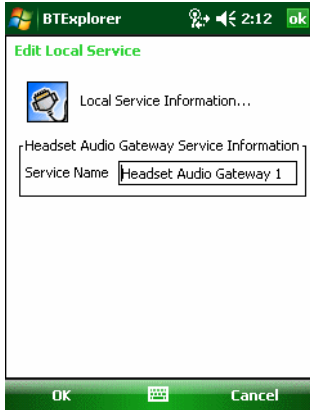 BTExplorer 2:12 ok
Edit Local Service
Local Service Information...
Headset Audio Gateway Service Information
Service Name Headset Audio Gateway 1
OK Cancel